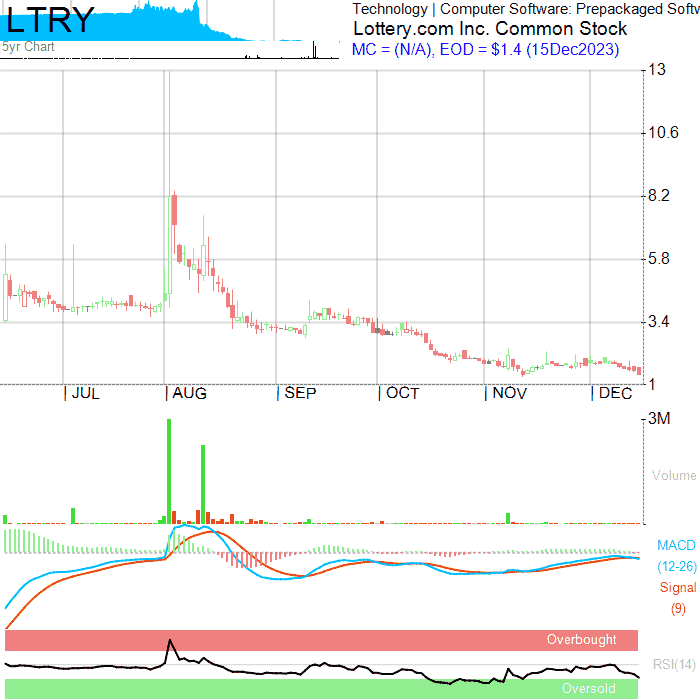 LTRY
Technology | Computer Software: Prepackaged Softw
Lottery.com Inc. Common Stock
5yr Chart
MC = (N/A), EOD = $1.4 (15Dec2023)
13
10.6
8.2
5.8
3.4
1
| JUL | AUG | SEP | OCT | NOV | DEC
3M
Volume
MACD
(12-26)
Signal
(9)
Overbought
RSI(14)
Oversold